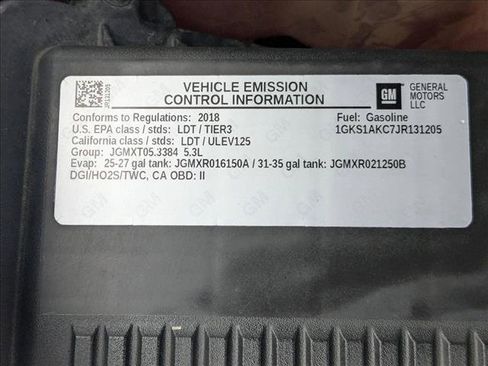 VEHICLE EMISSION
CONTROL INFORMATION
GM
GENERAL
MOTORS
LLC
JR131205
Conforms to Regulations: 2018
Fuel: Gasoline
U.S. EPA class / stds: LDT / TIER3
1GKS1AKC7JR131205
California class / stds: LDT / ULEV125
Group: JGMXT05.3384 5.3L
Evap: 25-27 gal tank: JGMXR016150A / 31-35 gal tank: JGMXR021250B
DGI/HO2S/TWC, CA OBD: II